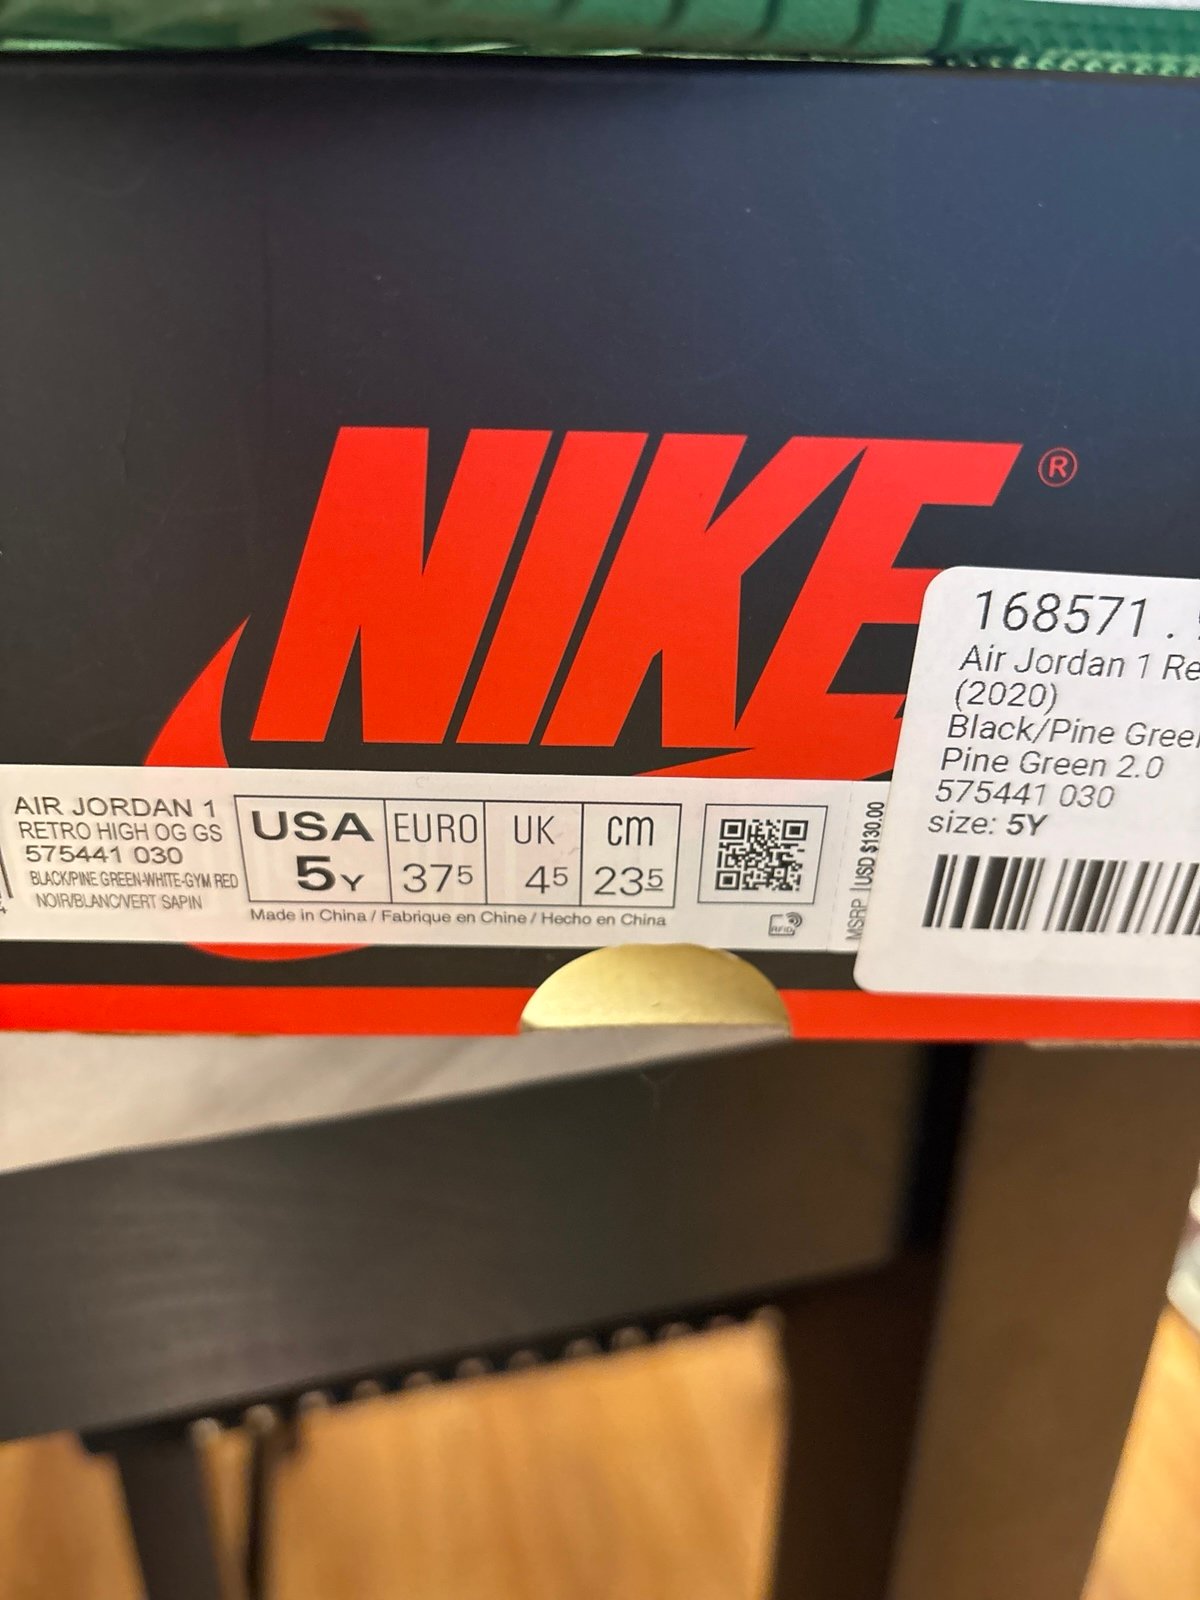 NIKE®
AIR JORDAN 1
RETRO HIGH OG GS
575441 030
BLACK/PINE GREEN-WHITE-GYM RED
NOIR/BLANC/VERT SAPIN
USA EURO UK cm
5Y 375 45 235
Made in China / Fabrique en Chine / Hecho en China
RFID
MSRP USD $130.00
168571.
Air Jordan 1
(2020)
Black/Pine
Pine Green 2.0
575441 030
size: 5Y